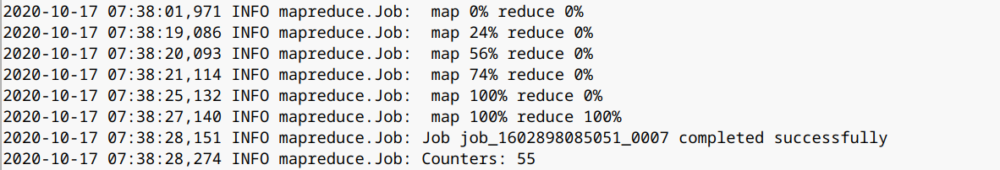 2020-10-17 07:38:01,971 INFO mapreduce.Job:  map 0% reduce 0%
2020-10-17 07:38:19,086 INFO mapreduce.Job:  map 24% reduce 0%
2020-10-17 07:38:20,093 INFO mapreduce.Job:  map 56% reduce 0%
2020-10-17 07:38:21,114 INFO mapreduce.Job:  map 74% reduce 0%
2020-10-17 07:38:25,132 INFO mapreduce.Job:  map 100% reduce 0%
2020-10-17 07:38:27,140 INFO mapreduce.Job:  map 100% reduce 100%
2020-10-17 07:38:28,151 INFO mapreduce.Job: Job job_1602898085051_0007 completed successfully
2020-10-17 07:38:28,274 INFO mapreduce.Job: Counters: 55